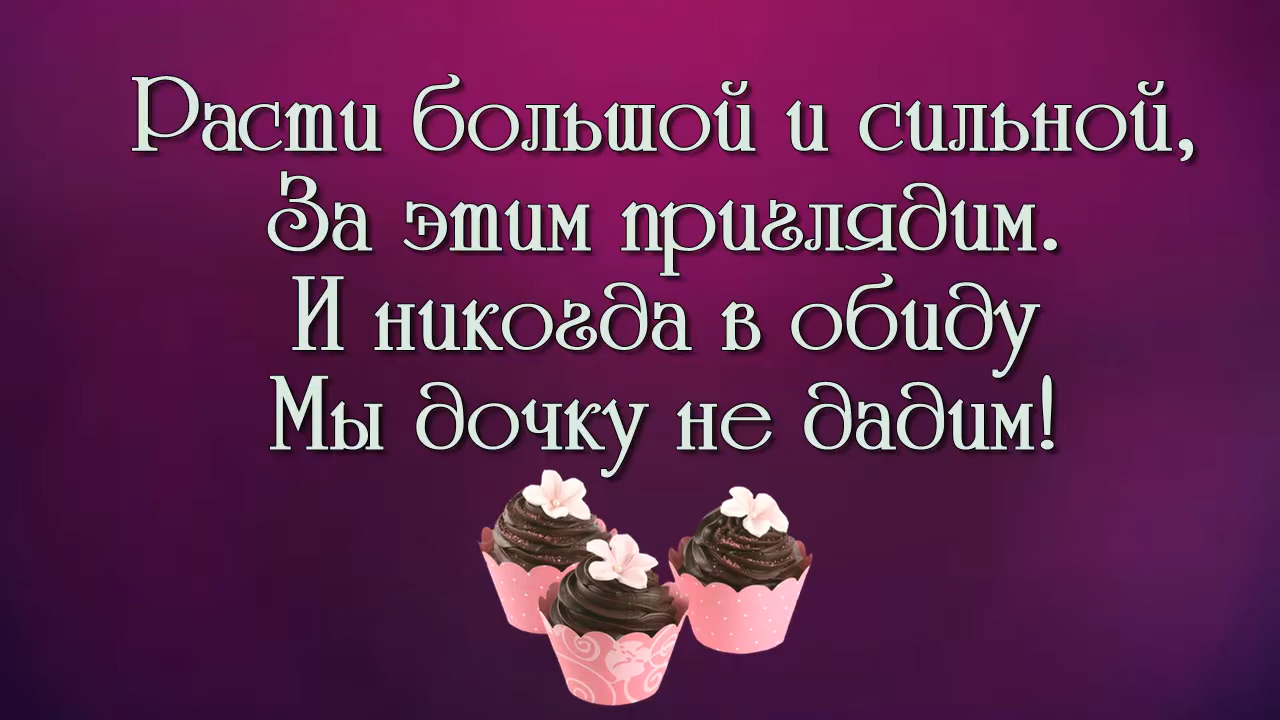 Расти большой и сильной,
За этим приглядим.
И никогда в обиду
Мы дочку не дадим!